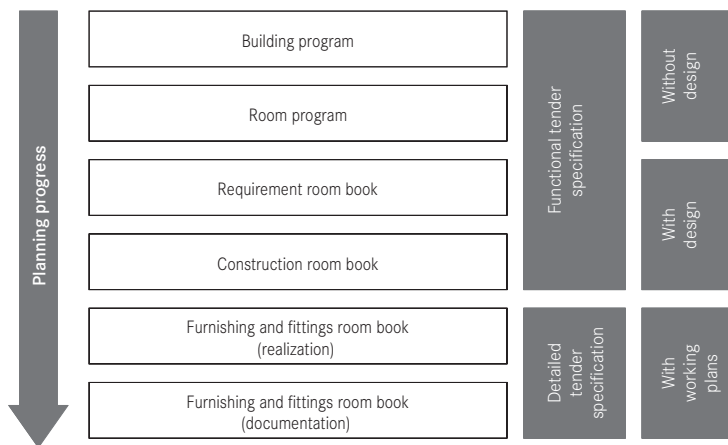 Planning progress
Building program
Room program
Requirement room book
Construction room book
Furnishing and fittings room book
(realization)
Furnishing and fittings room book
(documentation)
Functional tender
specification
Detailed
tender
specification
Without
design
With
design
With
working
plans